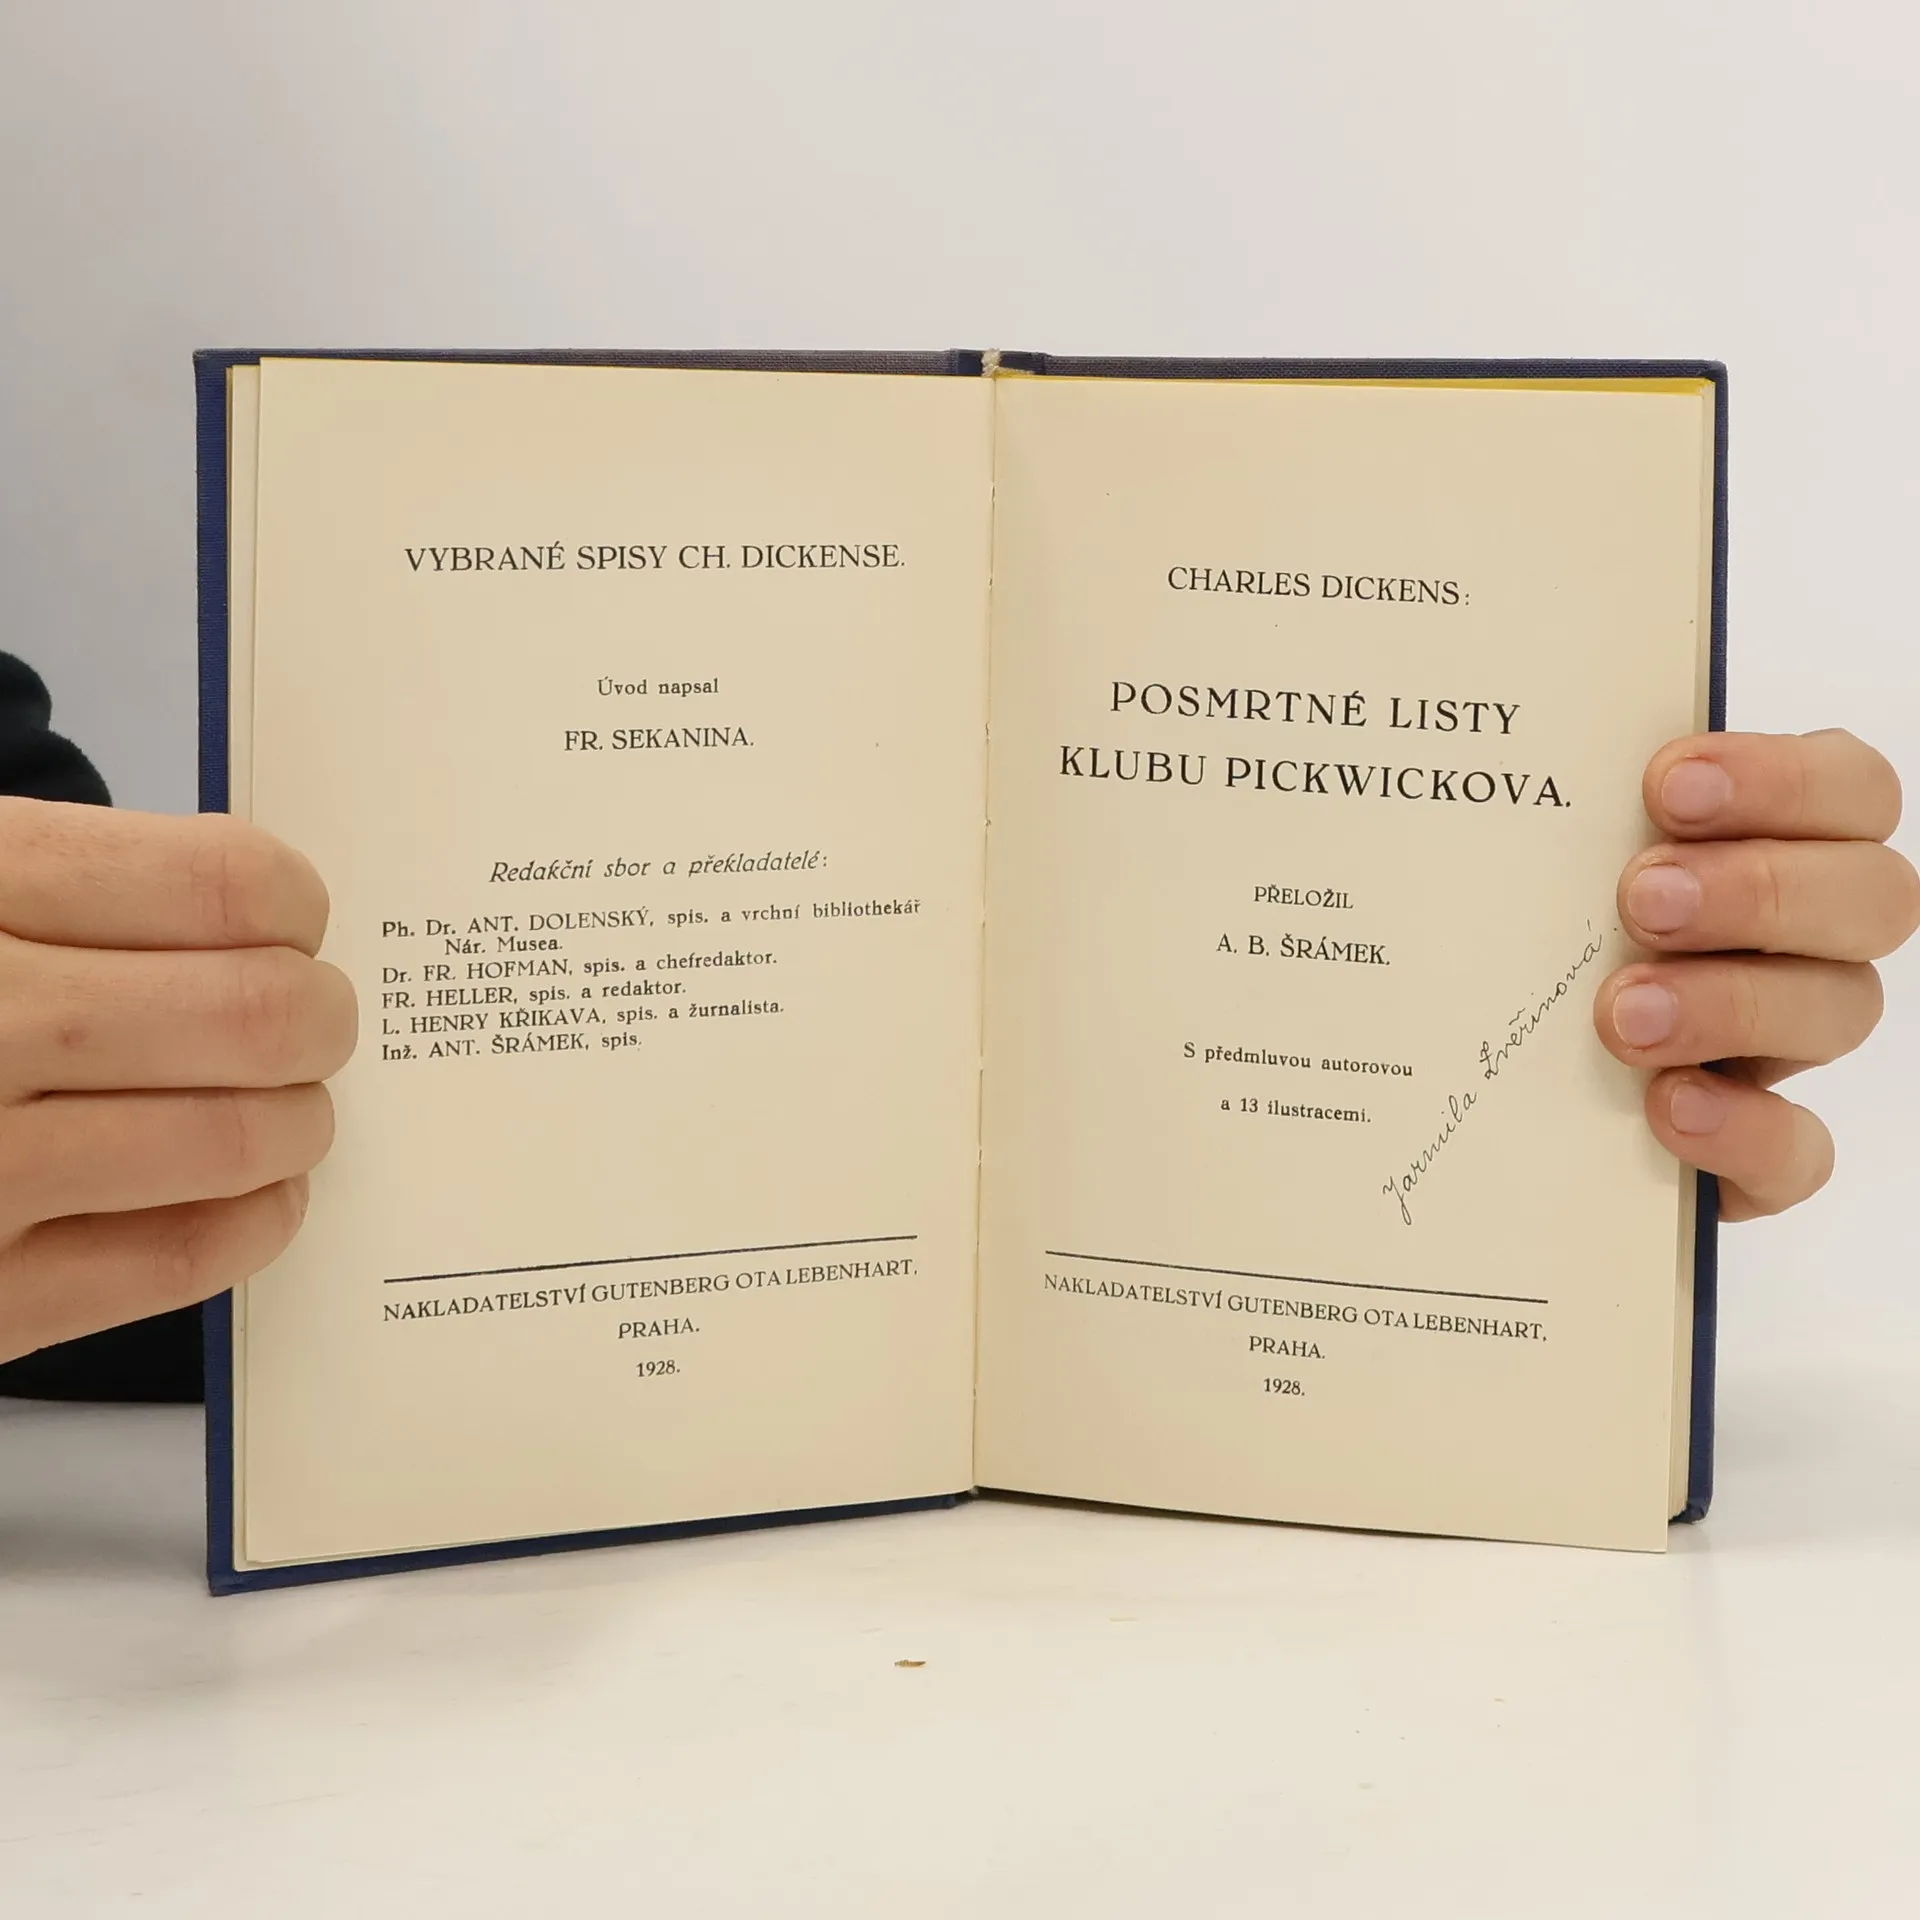 VYBRANÉ SPISY CH. DICKENSE.
Úvod napsal
FR. SEKANINA.
Redakční sbor a překladatelé:
Ph. Dr. ANT. DOLENSKÝ, spis. a vrchní bibliothekář
Nár. Musea.
Dr. FR. HOFMAN, spis. a chefredaktor.
FR. HELLER, spis. a redaktor.
L. HENRY KŘIKAVA, spis. a žurnalista.
Inž. ANT. ŠRÁMEK, spis.
NAKLADATELSTVÍ GUTENBERG OTA LEBENHART,
PRAHA.
1928.
CHARLES DICKENS:
POSMRTNÉ LISTY
KLUBU PICKWICKOVA.
PŘELOŽIL
A. B. ŠRÁMEK.
S předmluvou autorovou
a 13 ilustracemi.
Jarmila Zvěřinová
NAKLADATELSTVÍ GUTENBERG OTA LEBENHART,
PRAHA.
1928.